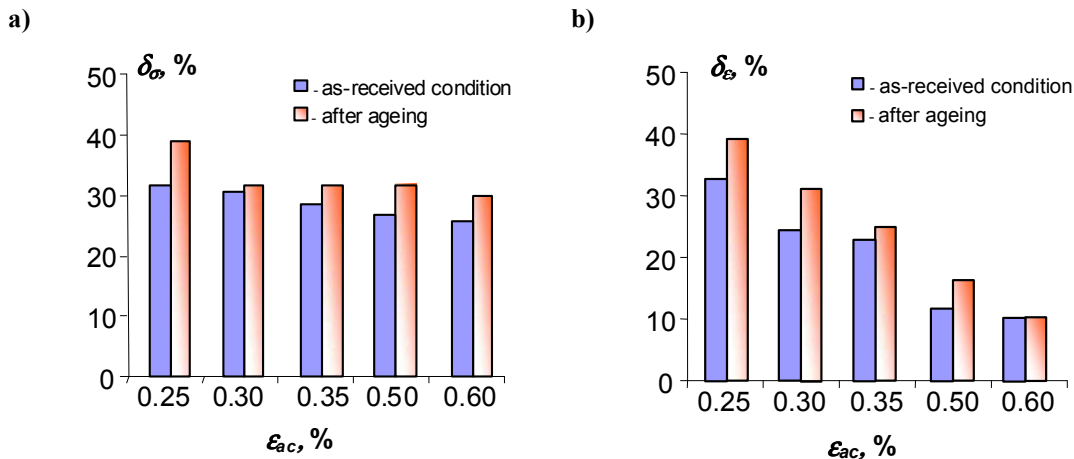 a)
δσ, %
50
40
30
20
10
0
- as-received condition
- after ageing
0.25 0.30 0.35 0.50 0.60
εac, %
b)
δε, %
50
40
30
20
10
0
- as-received condition
- after ageing
0.25 0.30 0.35 0.50 0.60
εac, %